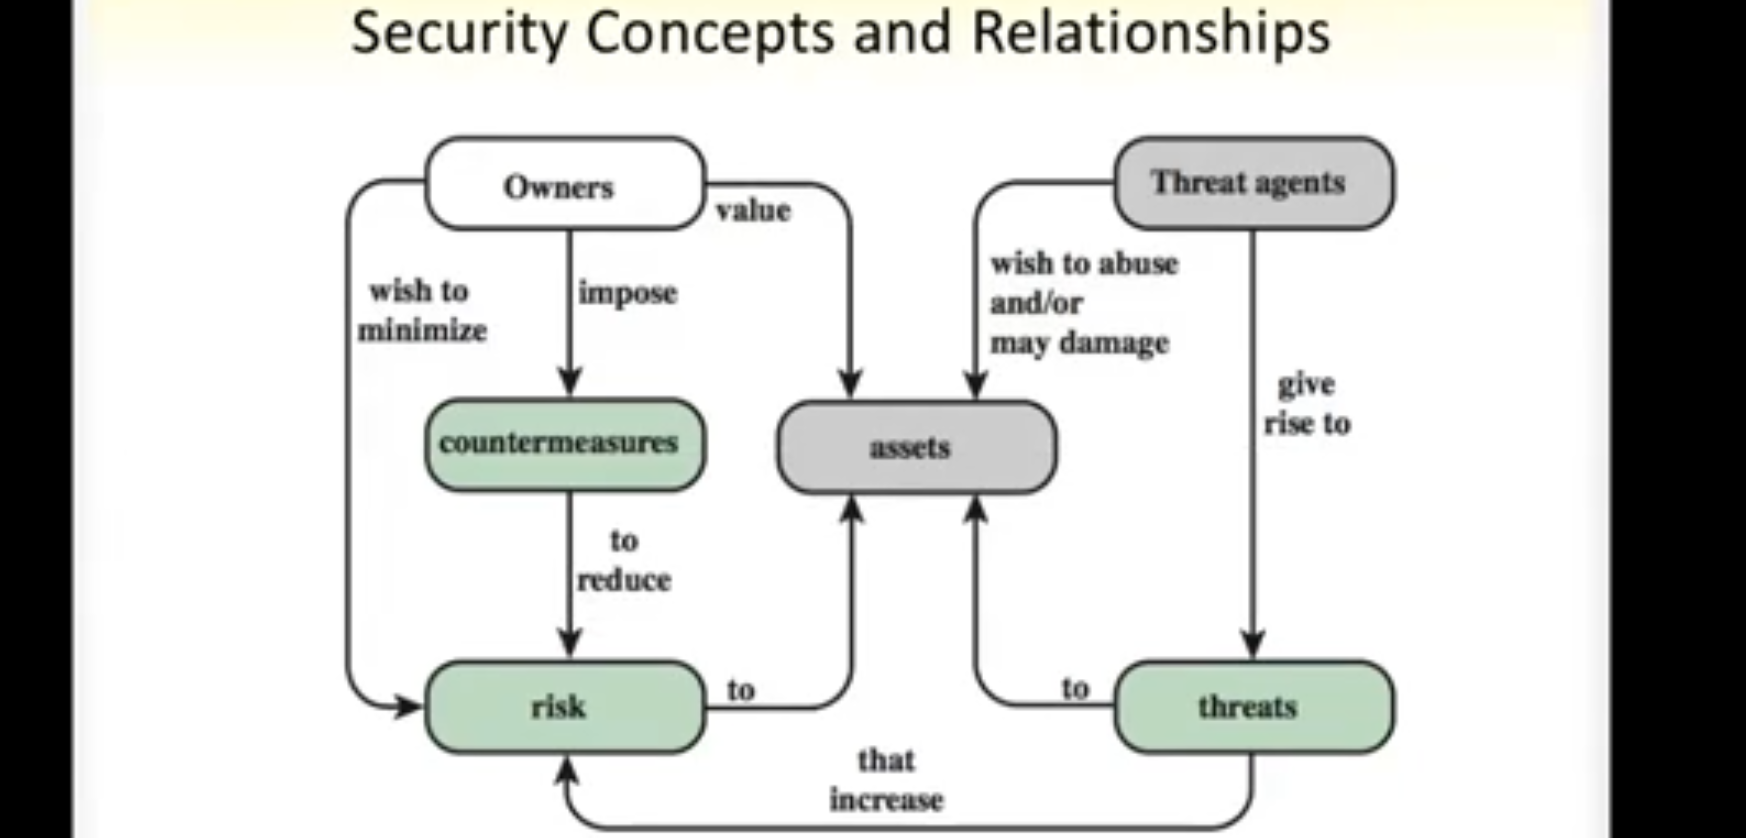 Security Concepts and Relationships
Owners
value
Threat agents
wish to
minimize
impose
wish to abuse
and/or
may damage
give
rise to
countermeasures
assets
to
reduce
risk
to
to
threats
that
increase